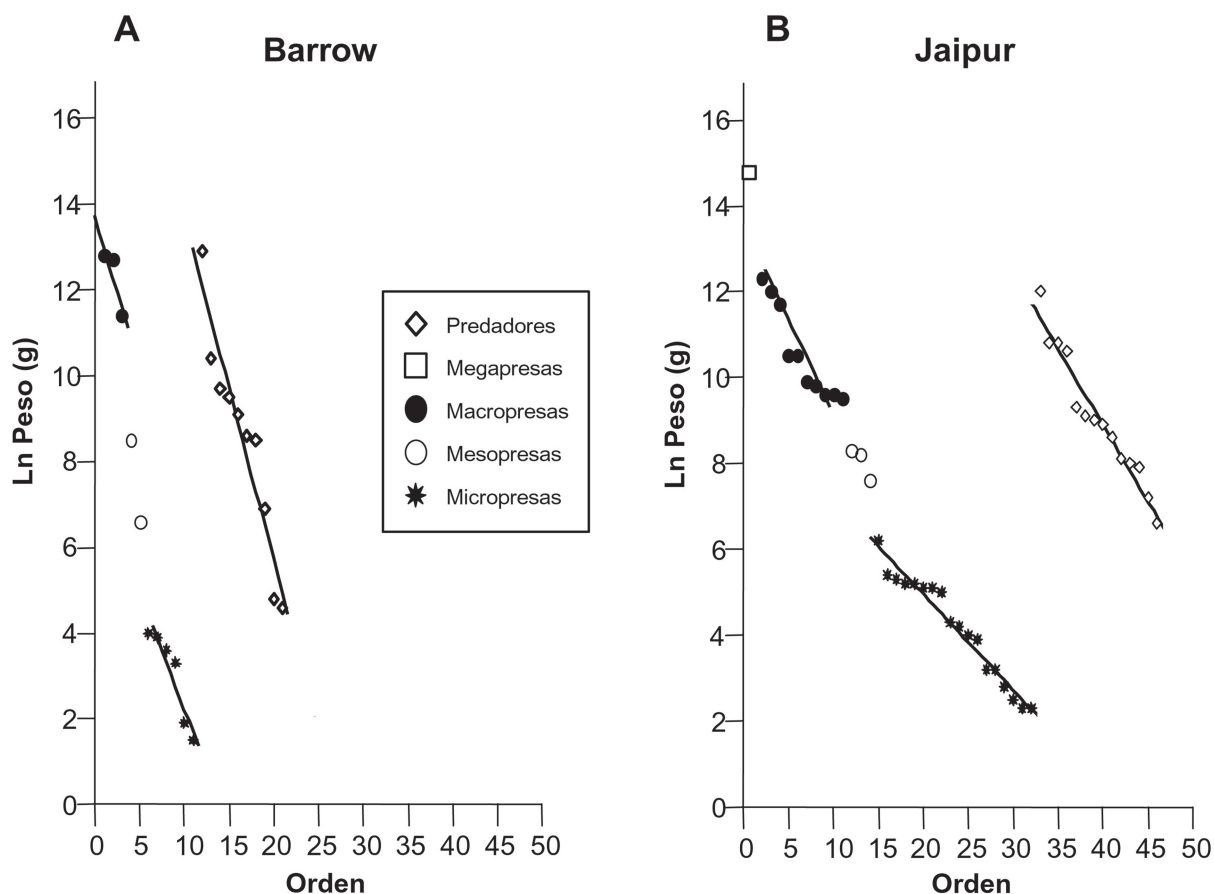 A
Barrow
16
14
12
10
8
6
4
2
0
Ln Peso (g)
0 5 10 15 20 25 30 35 40 45 50
Orden
Predadores
Megapresas
Macropresas
Mesopresas
Micropresas
B
Jaipur
16
14
12
10
8
6
4
2
0
Ln Peso (g)
0 5 10 15 20 25 30 35 40 45 50
Orden